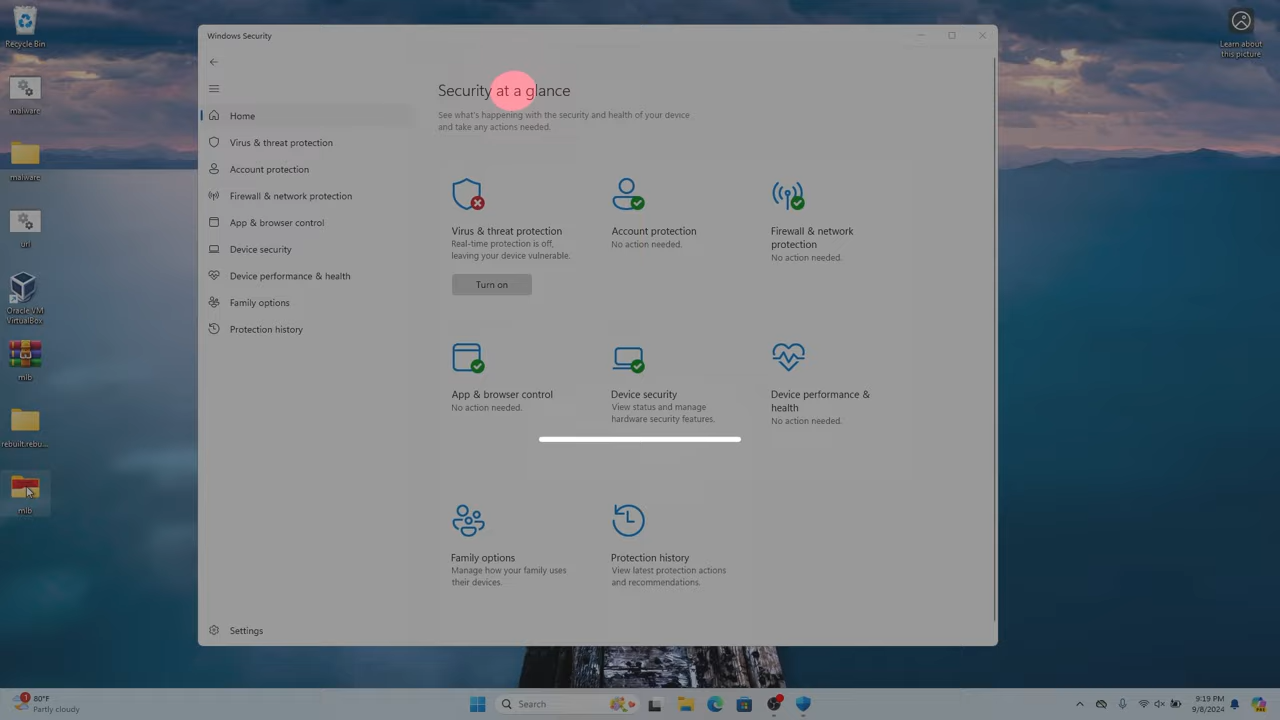 Recycle Bin
malware
malware
url
Oracle VM
VirtualBox
mlb
rebuilt.rebu...
mlb
Learn about
this picture
Windows Security
Home
Virus & threat protection
Account protection
Firewall & network protection
App & browser control
Device security
Device performance & health
Family options
Protection history
Settings
Security at a glance
See what's happening with the security and health of your device
and take any actions needed.
Virus & threat protection
Real-time protection is off,
leaving your device vulnerable.
Turn on
Account protection
No action needed.
Firewall & network
protection
No action needed.
App & browser control
No action needed.
Device security
View status and manage
hardware security features.
Device performance &
health
No action needed.
Family options
Manage how your family uses
their devices.
Protection history
View latest protection actions
and recommendations.
1
80°F
Partly cloudy
Search
9:19 PM
9/8/2024